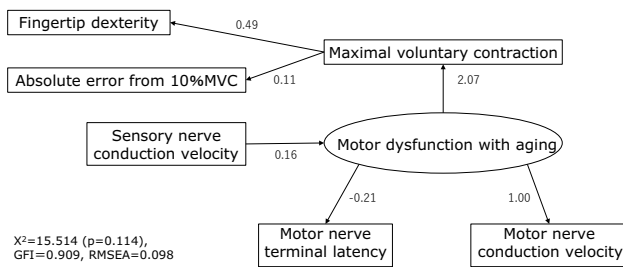 Fingertip dexterity
0.49
Maximal voluntary contraction
Absolute error from 10%MVC
0.11
2.07
Sensory nerve
conduction velocity
0.16
Motor dysfunction with aging
-0.21
1.00
Motor nerve
terminal latency
Motor nerve
conduction velocity
X²=15.514 (p=0.114),
GFI=0.909, RMSEA=0.098